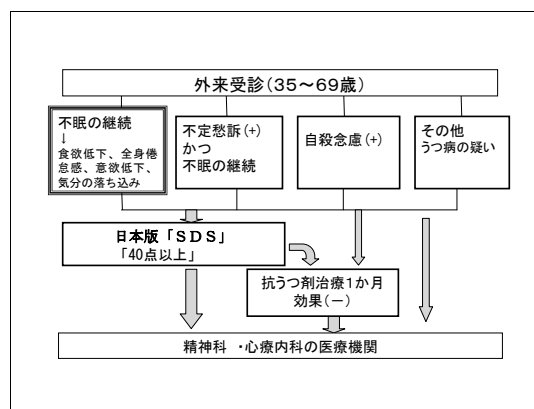 外来受診(35～69歳)
不眠の継続
↓
食欲低下、全身倦
怠感、意欲低下、
気分の落ち込み
不定愁訴(+)
かつ
不眠の継続
自殺念慮(+)
その他
うつ病の疑い
日本版「SDS」
「40点以上」
抗うつ剤治療1か月
効果(－)
精神科・心療内科の医療機関